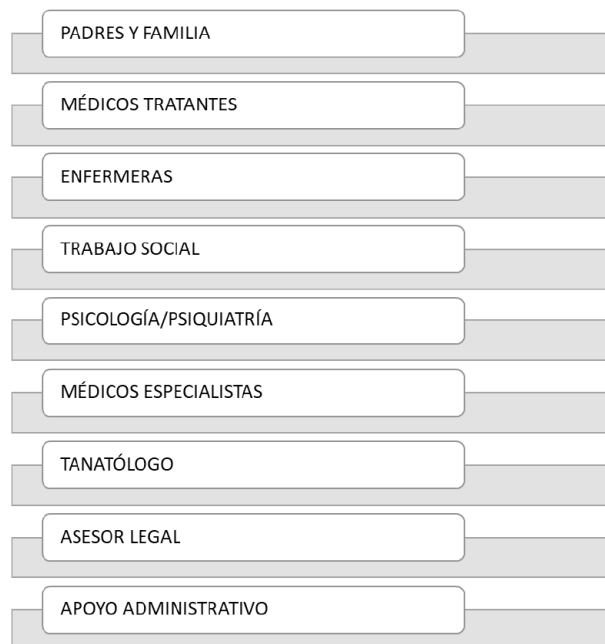 PADRES Y FAMILIA
MÉDICOS TRATANTES
ENFERMERAS
TRABAJO SOCIAL
PSICOLOGÍA/PSIQUIATRÍA
MÉDICOS ESPECIALISTAS
TANATÓLOGO
ASESOR LEGAL
APOYO ADMINISTRATIVO